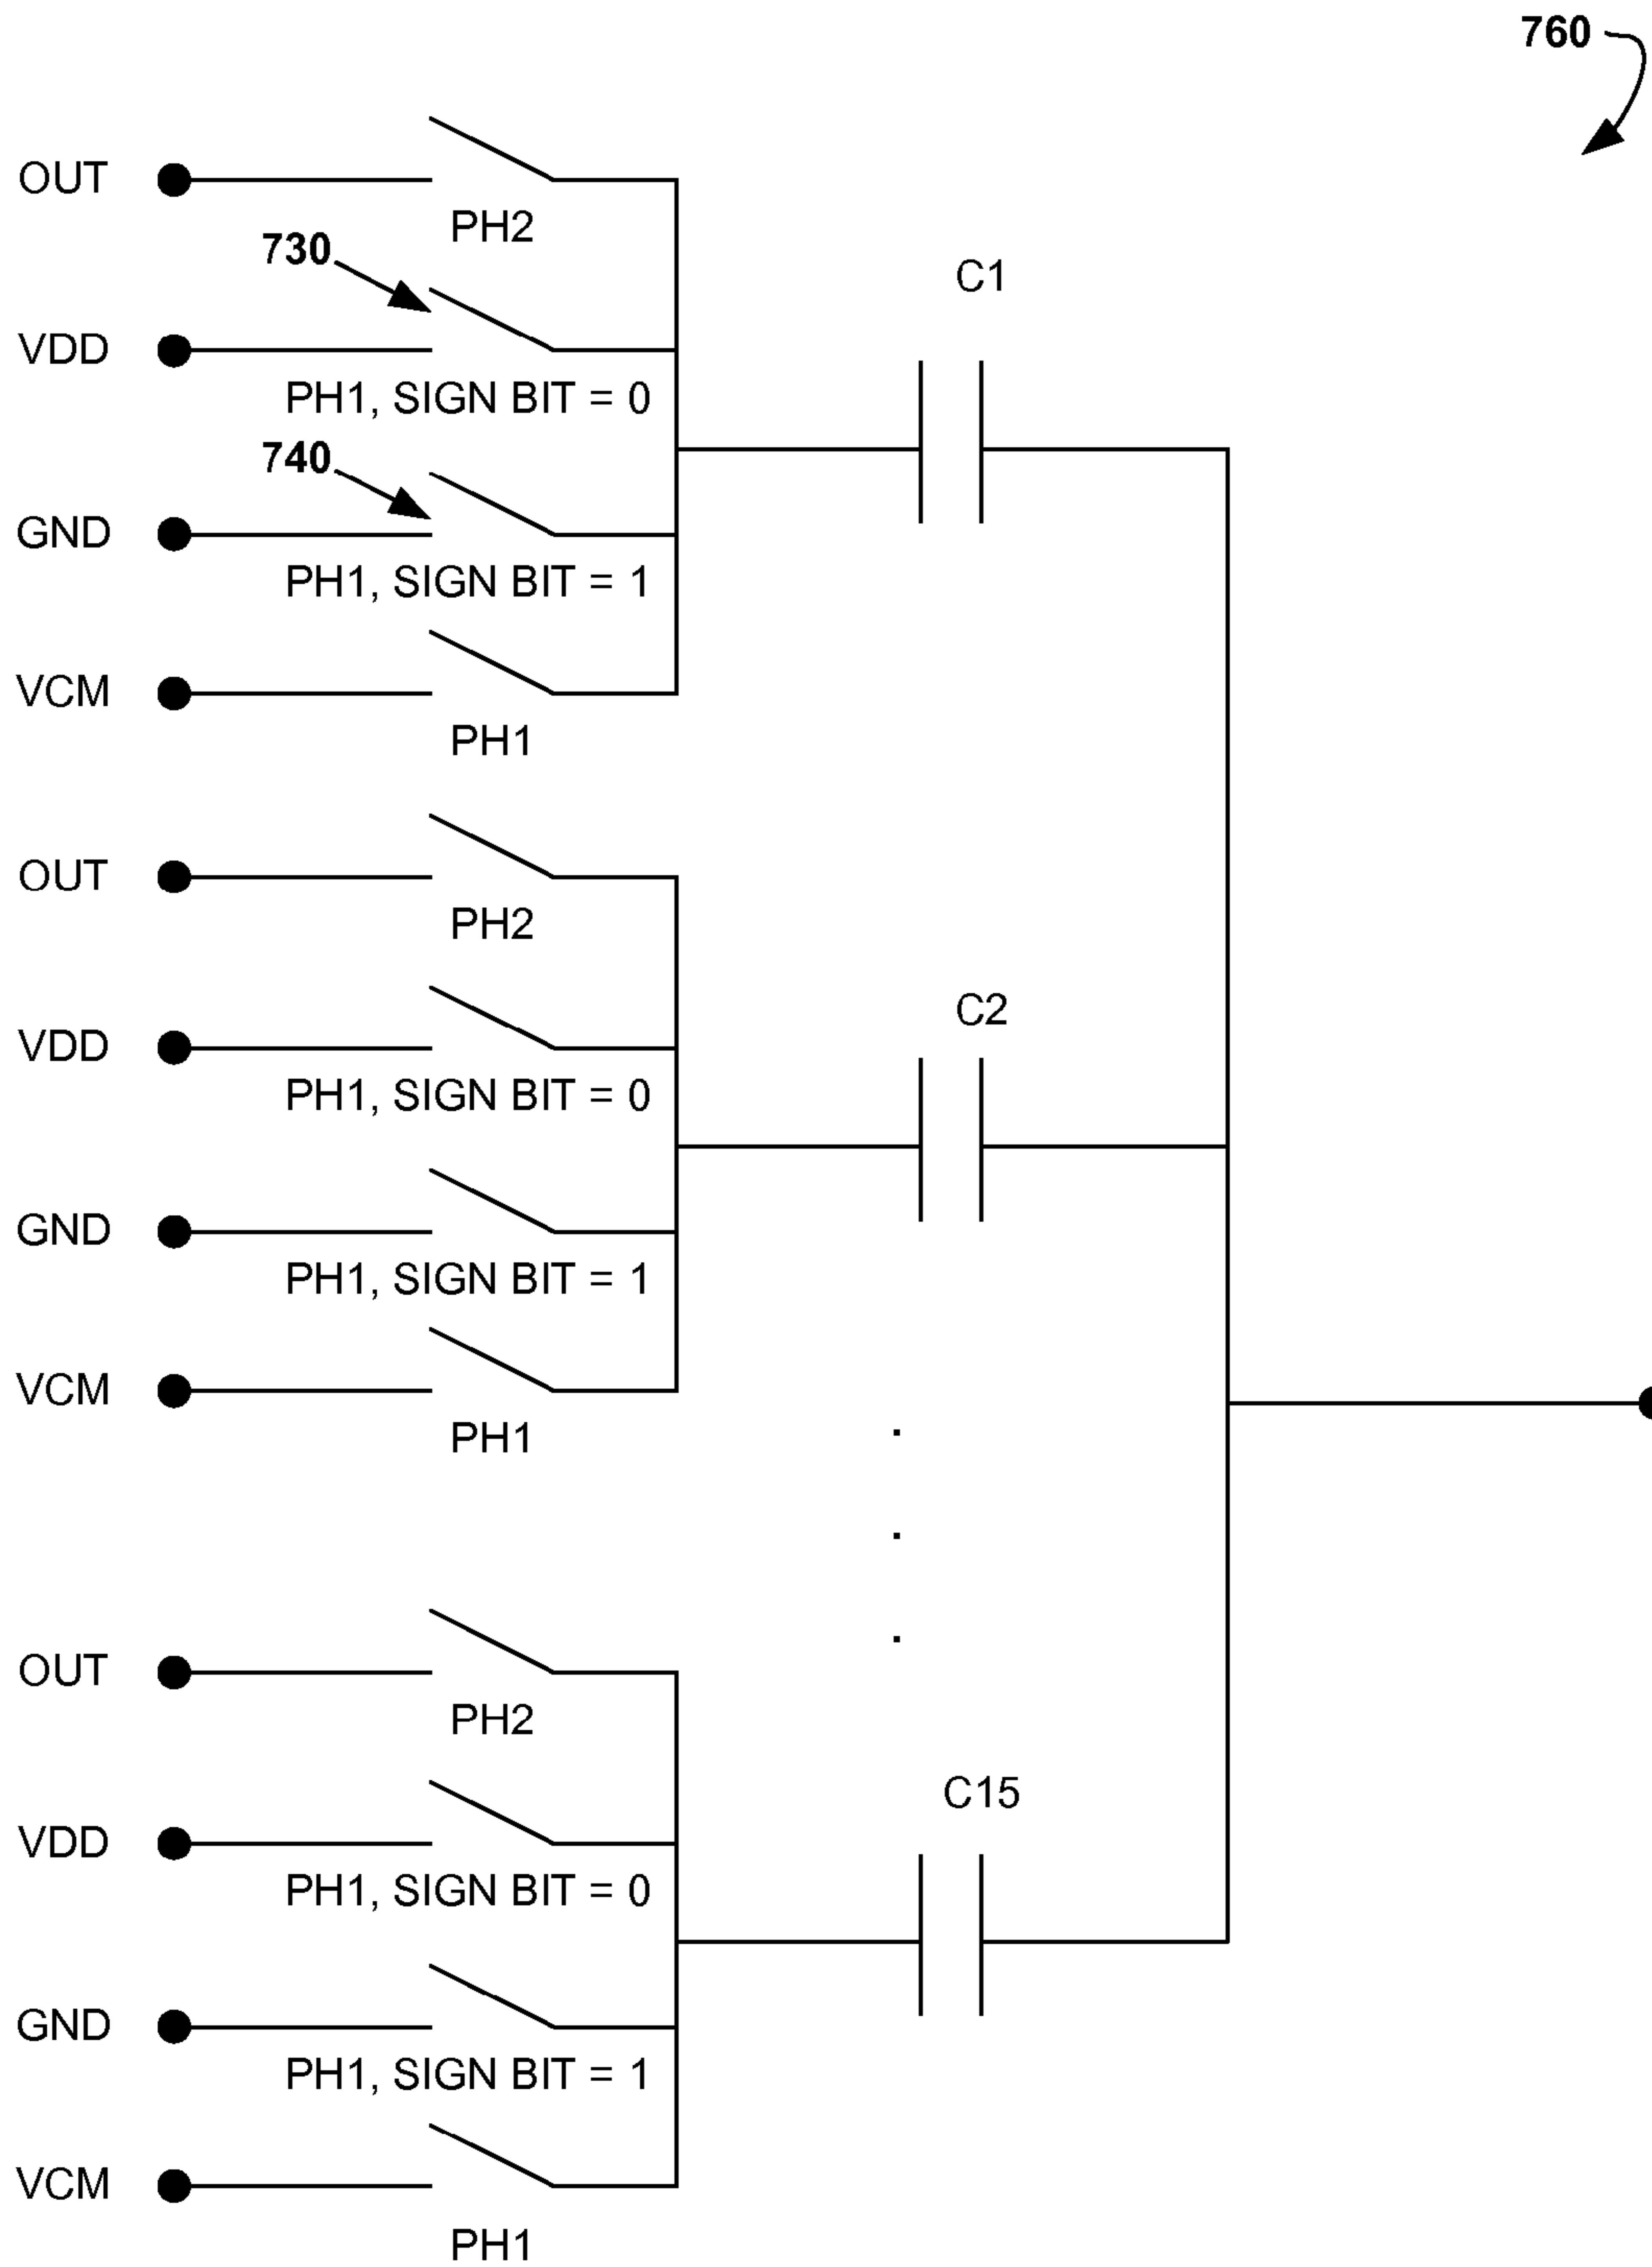 760
OUT
PH2
730
C1
VDD
PH1, SIGN BIT = 0
740
GND
PH1, SIGN BIT = 1
VCM
PH1
OUT
PH2
C2
VDD
PH1, SIGN BIT = 0
GND
PH1, SIGN BIT = 1
VCM
PH1
OUT
PH2
C15
VDD
PH1, SIGN BIT = 0
GND
PH1, SIGN BIT = 1
VCM
PH1